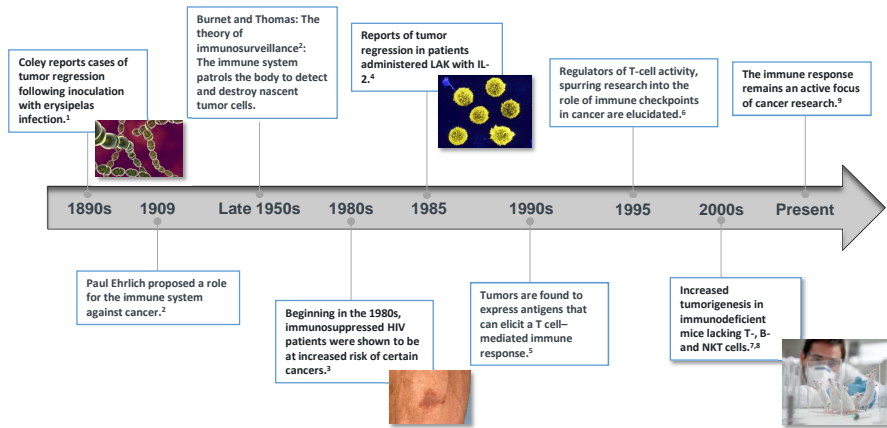 Burnet and Thomas: The
theory of
immunosurveillance²:
The immune system
patrols the body to detect
and destroy nascent
tumor cells.
Coley reports cases of
tumor regression
following inoculation
with erysipelas
infection.¹
Reports of tumor
regression in patients
administered LAK with IL-
2.⁴
Regulators of T-cell activity,
spurring research into the
role of immune checkpoints
in cancer are elucidated.⁶
The immune response
remains an active focus
of cancer research.⁹
1890s 1909 Late 1950s 1980s 1985 1990s 1995 2000s Present
Paul Ehrlich proposed a role
for the immune system
against cancer.²
Beginning in the 1980s,
immunosuppressed HIV
patients were shown to be
at increased risk of certain
cancers.³
Tumors are found to
express antigens that
can elicit a T cell–
mediated immune
response.⁵
Increased
tumorigenesis in
immunodeficient
mice lacking T-, B-
and NKT cells.⁷,⁸